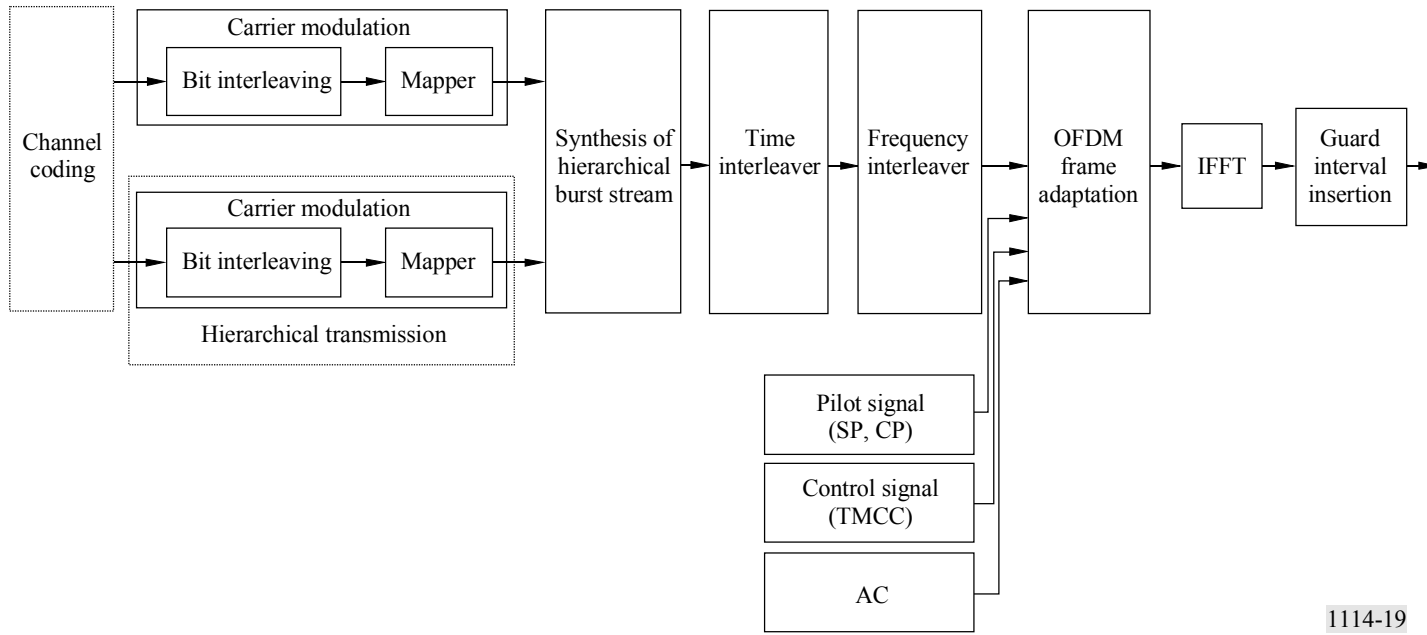 Carrier modulation
Bit interleaving
Mapper
Channel
coding
Carrier modulation
Bit interleaving
Mapper
Hierarchical transmission
Synthesis of
hierarchical
burst stream
Time
interleaver
Frequency
interleaver
OFDM
frame
adaptation
IFFT
Guard
interval
insertion
Pilot signal
(SP, CP)
Control signal
(TMCC)
AC
1114-19